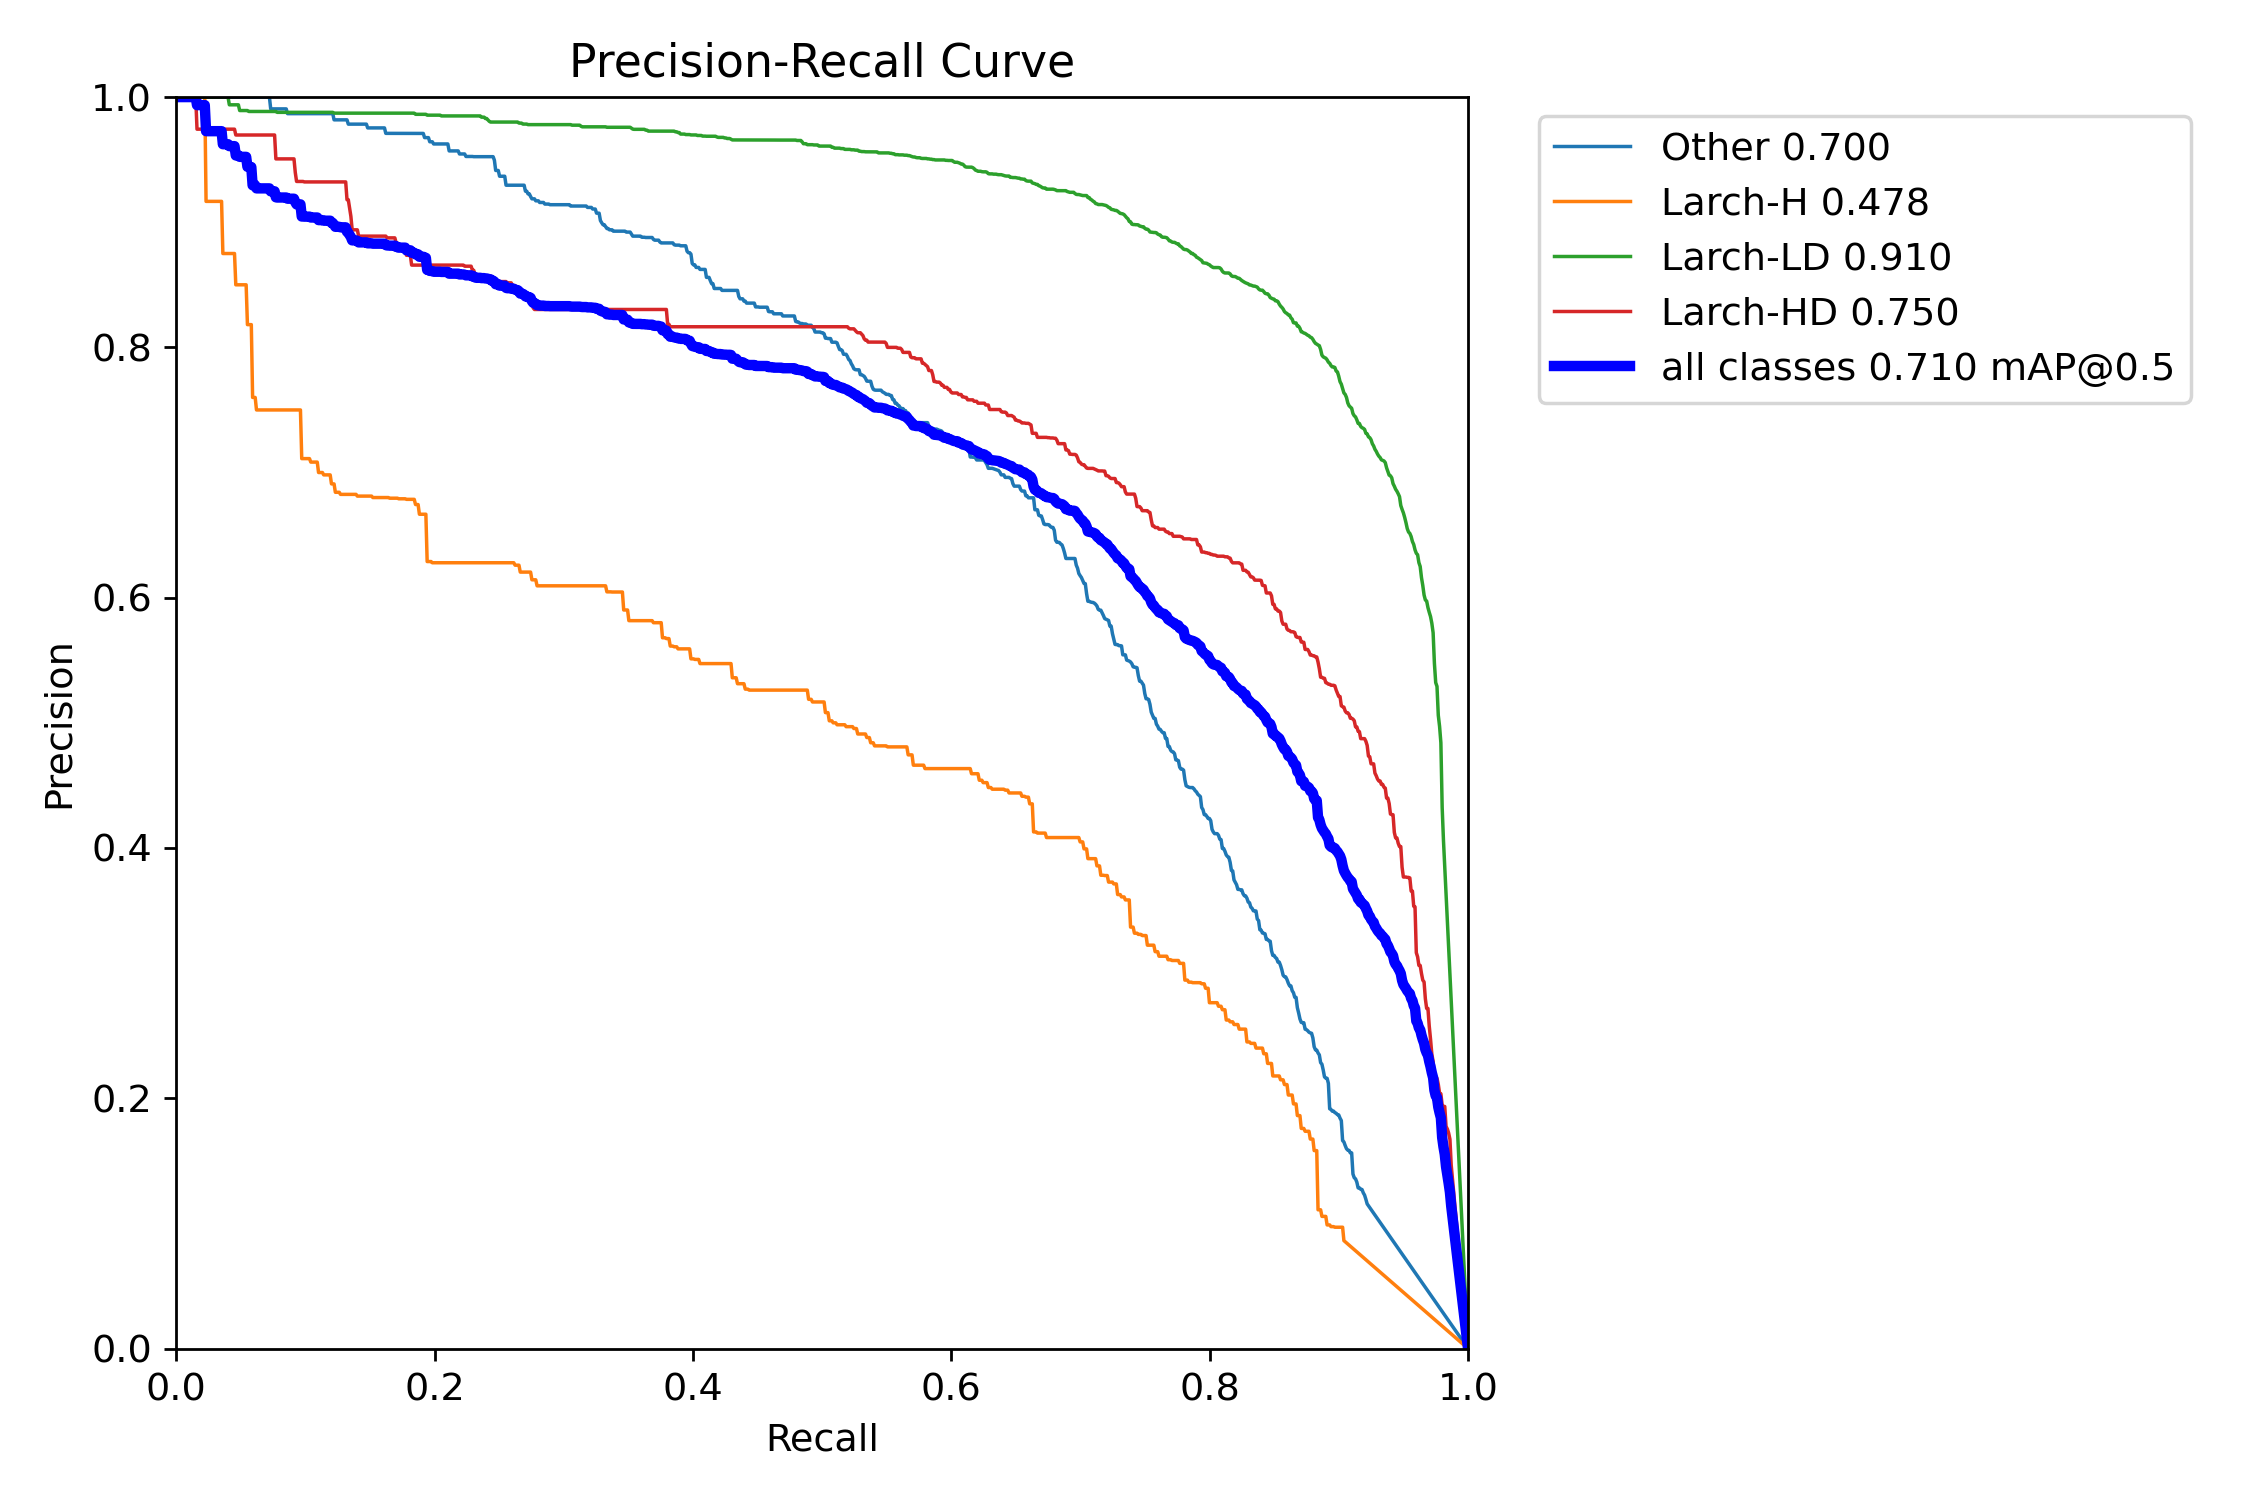 Precision-Recall Curve
1.0
0.8
0.6
0.4
0.2
0.0
Precision
0.0 0.2 0.4 0.6 0.8 1.0
Recall
Other 0.700
Larch-H 0.478
Larch-LD 0.910
Larch-HD 0.750
all classes 0.710 mAP@0.5